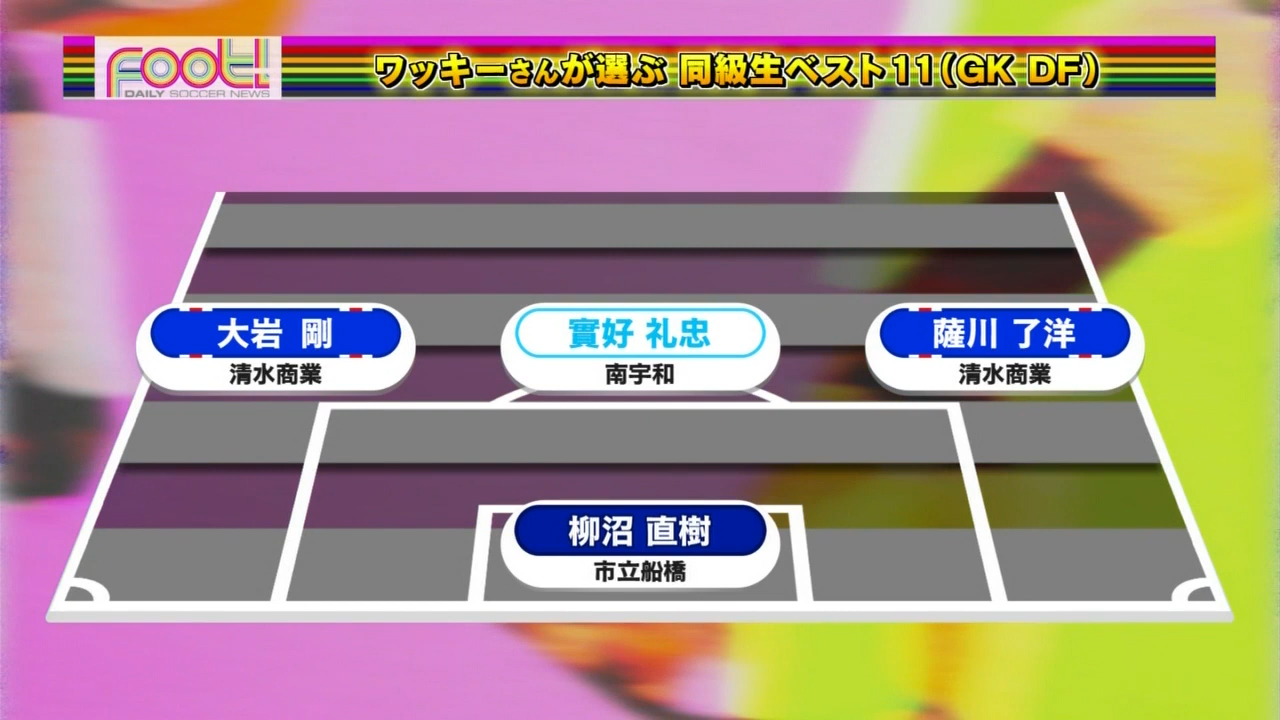 Foot!
DAILY SOCCER NEWS
ワッキーさんが選ぶ 同級生ベスト11(GK DF)
大岩 剛
清水商業
實好 礼忠
南宇和
薩川 了洋
清水商業
柳沼 直樹
市立船橋